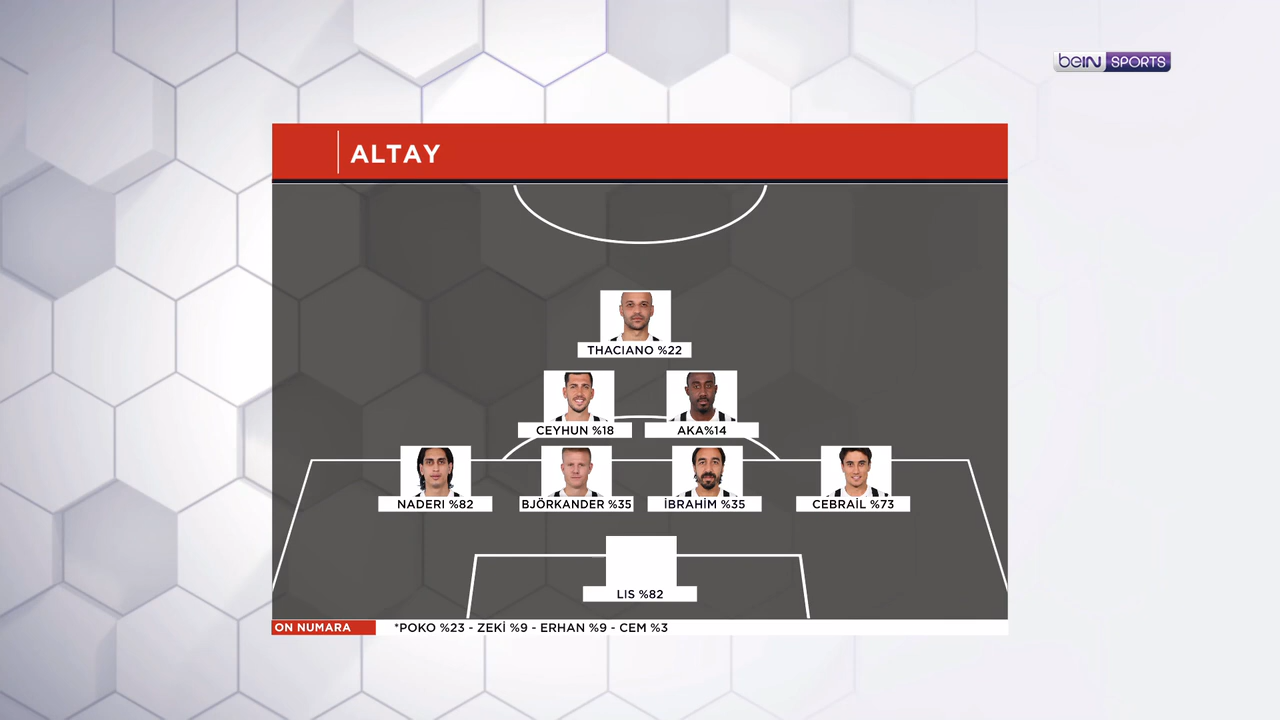 beIN SPORTS
ALTAY
THACIANO %22
CEYHUN %18
AKA%14
NADERI %82
BJÖRKANDER %35
İBRAHİM %35
CEBRAİL %73
LIS %82
ON NUMARA
*POKO %23 - ZEKİ %9 - ERHAN %9 - CEM %3